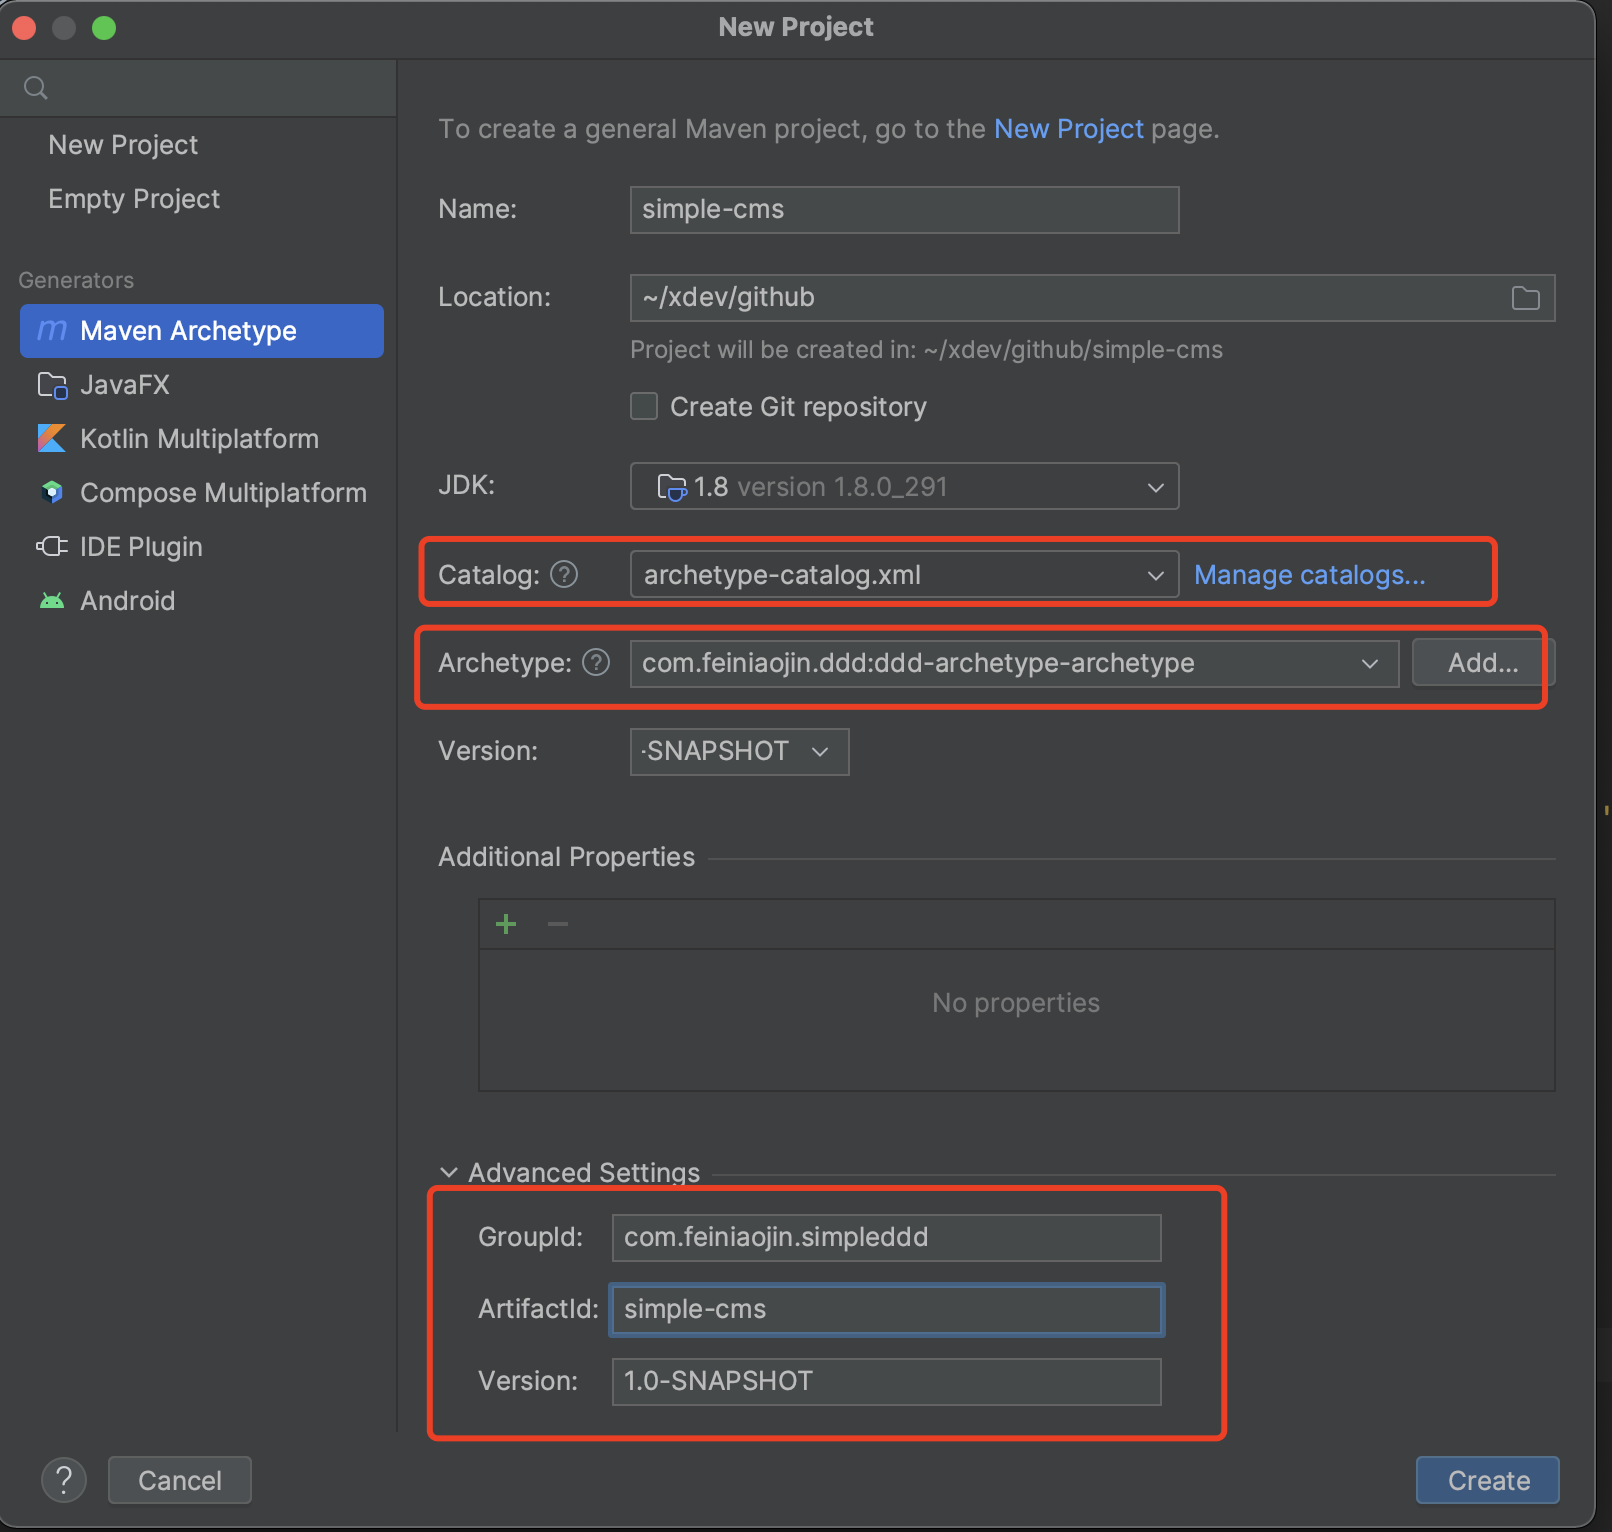 New Project
New Project
Empty Project
Generators
Maven Archetype
JavaFX
Kotlin Multiplatform
Compose Multiplatform
IDE Plugin
Android
To create a general Maven project, go to the New Project page.
Name: simple-cms
Location: ~/xdev/github
Project will be created in: ~/xdev/github/simple-cms
Create Git repository
JDK: 1.8 version 1.8.0_291
Catalog: ? archetype-catalog.xml Manage catalogs...
Archetype: ? com.feiniaojin.ddd:ddd-archetype-archetype Add...
Version: -SNAPSHOT
Additional Properties
No properties
Advanced Settings
GroupId: com.feiniaojin.simpleddd
ArtifactId: simple-cms
Version: 1.0-SNAPSHOT
? Cancel Create